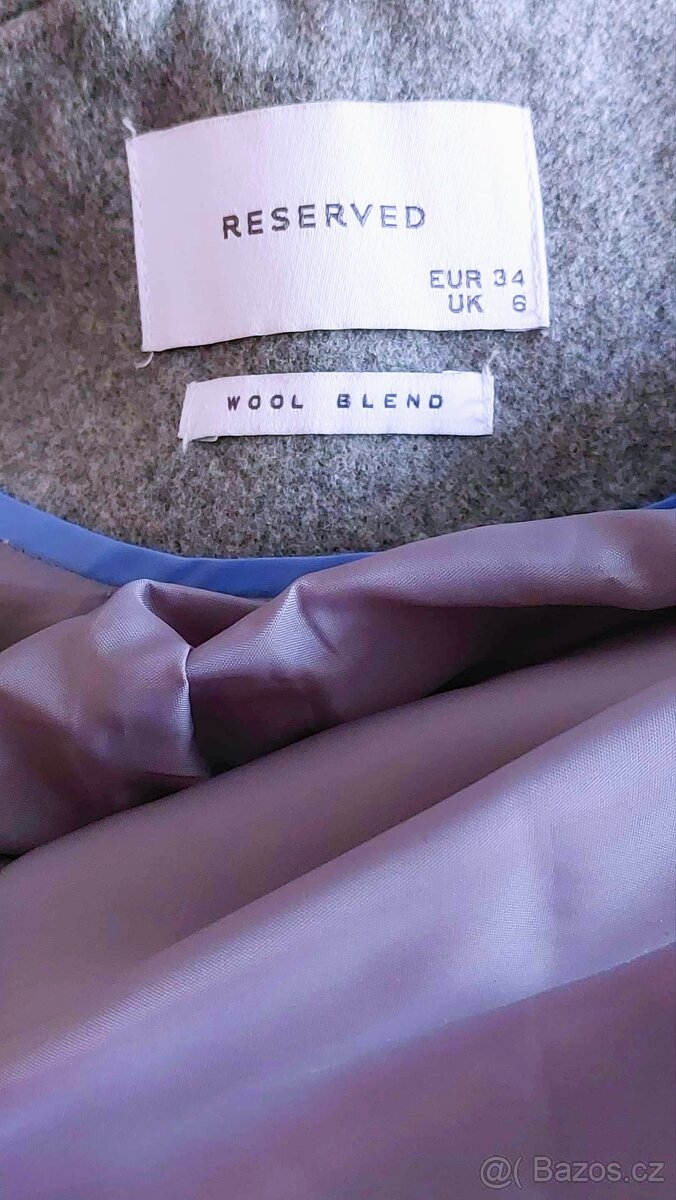 RESERVED
EUR 34
UK 6
WOOL BLEND
@( Bazos.cz